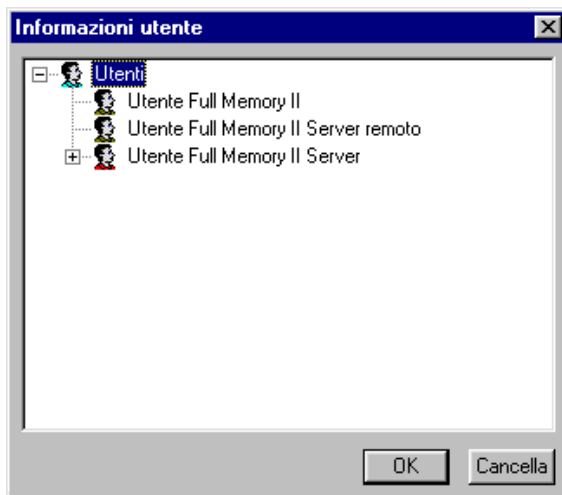 Informazioni utente
Utenti
Utente Full Memory II
Utente Full Memory II Server remoto
Utente Full Memory II Server
OK
Cancella